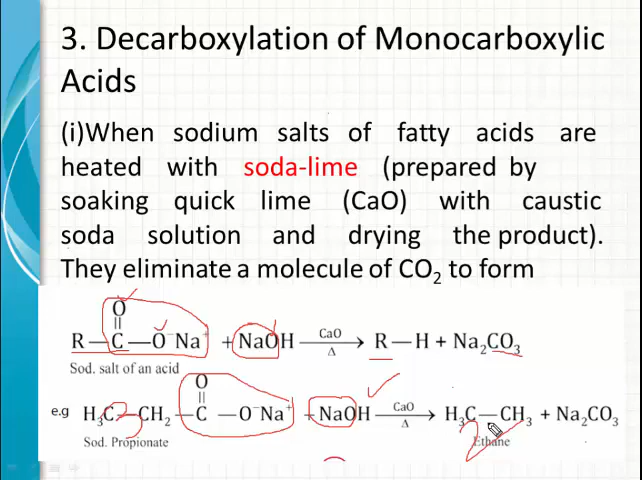 3. Decarboxylation of Monocarboxylic
Acids
(i)When sodium salts of fatty acids are
heated with soda-lime (prepared by
soaking quick lime (CaO) with caustic
soda solution and drying the product).
They eliminate a molecule of CO₂ to form
O
||
R — C — O⁻Na⁺ + NaOH —CaO/Δ→ R — H + Na₂CO₃
Sod. salt of an acid
O
||
e.g H₃C — CH₂ — C — O⁻Na⁺ + NaOH —CaO/Δ→ H₃C — CH₃ + Na₂CO₃
3 2
Sod. Propionate Ethane